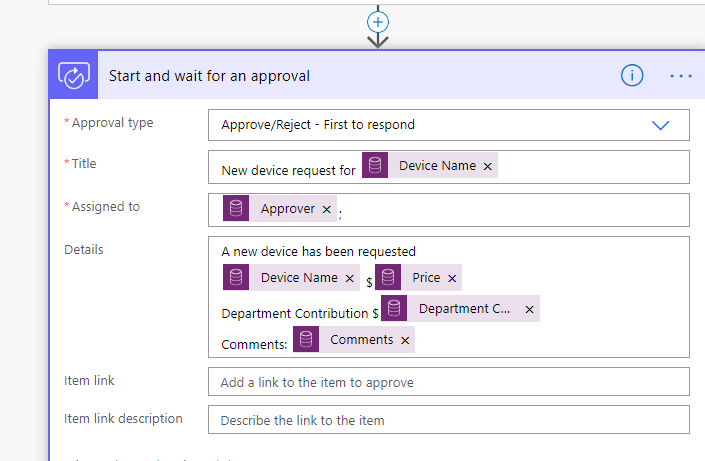 Start and wait for an approval
* Approval type
Approve/Reject - First to respond
* Title
New device request for Device Name ×
* Assigned to
Approver × ;
Details
A new device has been requested
Device Name × $ Price ×
Department Contribution $ Department C... ×
Comments: Comments ×
Item link
Add a link to the item to approve
Item link description
Describe the link to the item